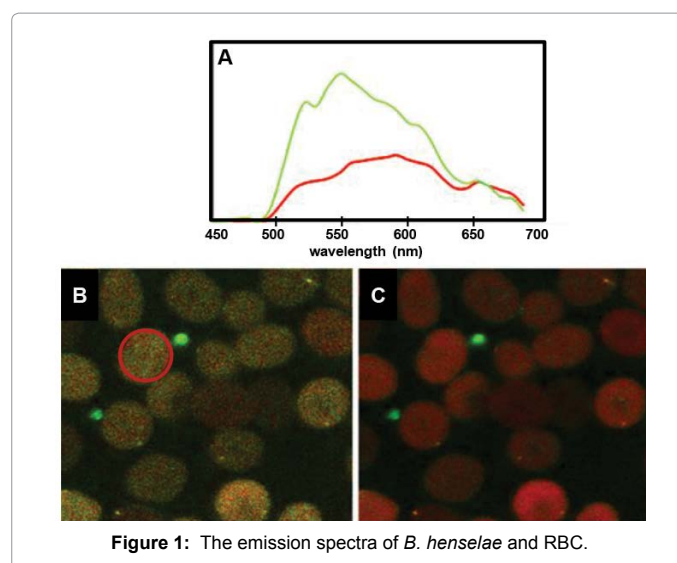 A
450 500 550 600 650 700
wavelength (nm)
B C
Figure 1: The emission spectra of B. henselae and RBC.